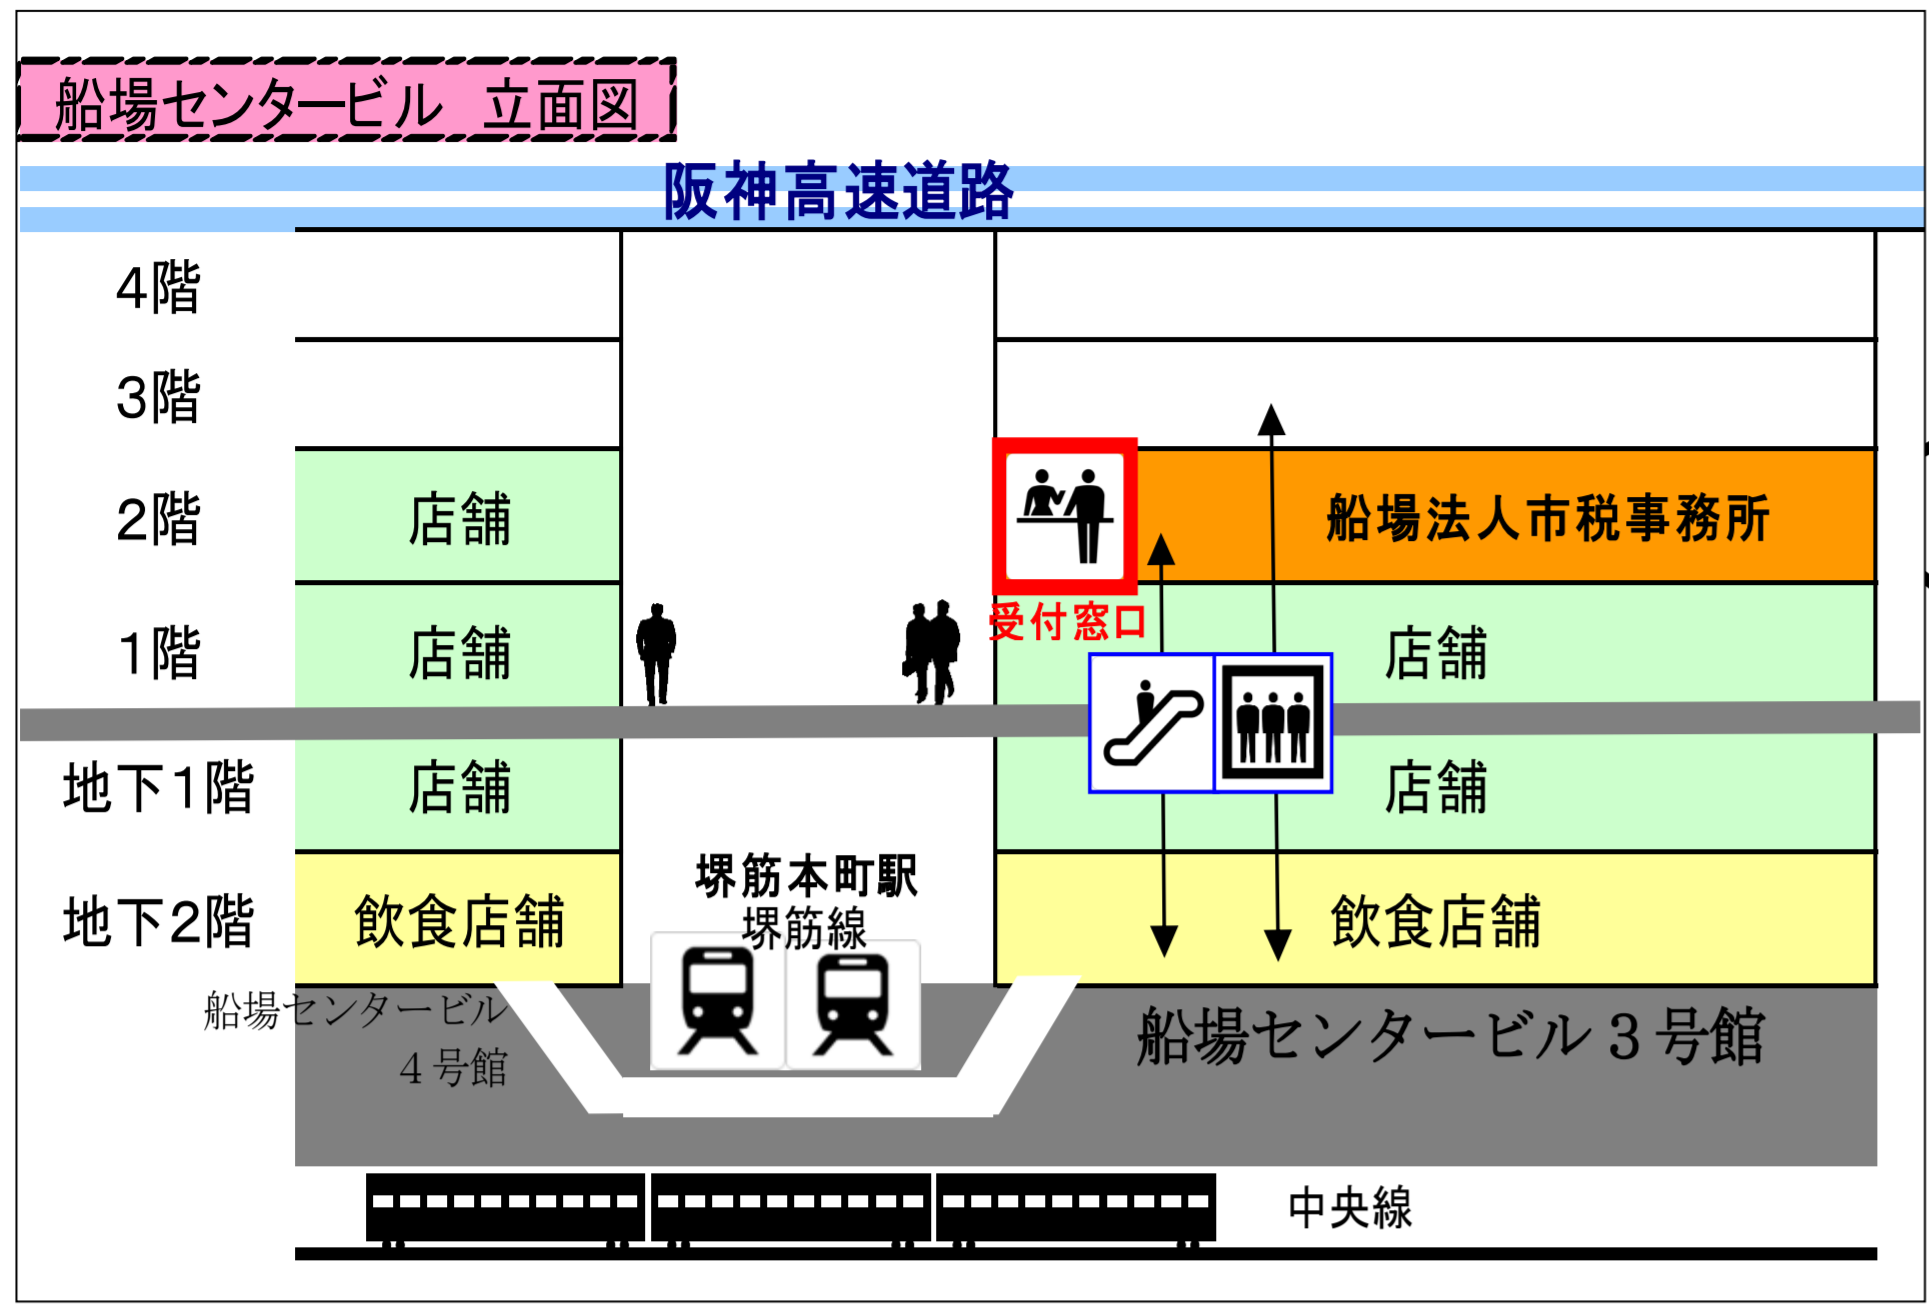 船場センタービル　立面図
阪神高速道路
4階
3階
2階
店舗
船場法人市税事務所
受付窓口
1階
店舗
店舗
地下1階
店舗
店舗
地下2階
飲食店舗
堺筋本町駅
堺筋線
飲食店舗
船場センタービル
4号館
船場センタービル3号館
中央線